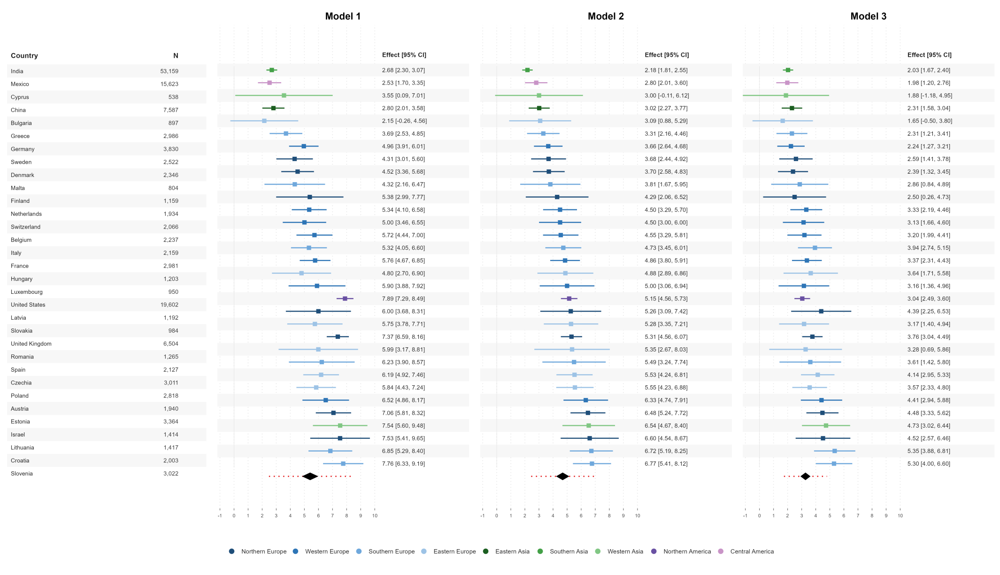 Model 1 Model 2 Model 3
Country N Effect [95% CI] Effect [95% CI] Effect [95% CI]
India 53,159 2.68 [2.30, 3.07] 2.18 [1.81, 2.55] 2.03 [1.67, 2.40]
Mexico 15,623 2.53 [1.70, 3.35] 2.80 [2.01, 3.60] 1.98 [1.20, 2.76]
Cyprus 538 3.55 [0.09, 7.01] 3.00 [-0.11, 6.12] 1.88 [-1.18, 4.95]
China 7,587 2.80 [2.01, 3.58] 3.02 [2.27, 3.77] 2.31 [1.58, 3.04]
Bulgaria 897 2.15 [-0.26, 4.56] 3.09 [0.88, 5.29] 1.65 [-0.50, 3.80]
Greece 2,986 3.69 [2.53, 4.85] 3.31 [2.16, 4.46] 2.31 [1.21, 3.41]
Germany 3,830 4.96 [3.91, 6.01] 3.66 [2.64, 4.68] 2.24 [1.27, 3.21]
Sweden 2,522 4.31 [3.01, 5.60] 3.68 [2.44, 4.92] 2.59 [1.41, 3.78]
Denmark 2,346 4.52 [3.36, 5.68] 3.70 [2.58, 4.83] 2.39 [1.32, 3.45]
Malta 804 4.32 [2.16, 6.47] 3.81 [1.67, 5.95] 2.86 [0.84, 4.89]
Finland 1,159 5.38 [2.99, 7.77] 4.29 [2.06, 6.52] 2.50 [0.26, 4.73]
Netherlands 1,934 5.34 [4.10, 6.58] 4.50 [3.29, 5.70] 3.33 [2.19, 4.46]
Switzerland 2,066 5.00 [3.46, 6.55] 4.50 [3.00, 6.00] 3.13 [1.66, 4.60]
Belgium 2,237 5.72 [4.44, 7.00] 4.55 [3.29, 5.81] 3.20 [1.99, 4.41]
Italy 2,159 5.32 [4.05, 6.60] 4.73 [3.45, 6.01] 3.94 [2.74, 5.15]
France 2,981 5.76 [4.67, 6.85] 4.86 [3.80, 5.91] 3.37 [2.31, 4.43]
Hungary 1,203 4.80 [2.70, 6.90] 4.88 [2.89, 6.86] 3.64 [1.71, 5.58]
Luxembourg 950 5.90 [3.88, 7.92] 5.00 [3.06, 6.94] 3.16 [1.36, 4.96]
United States 19,602 7.89 [7.29, 8.49] 5.15 [4.56, 5.73] 3.04 [2.49, 3.60]
Latvia 1,192 6.00 [3.68, 8.31] 5.26 [3.09, 7.42] 4.39 [2.25, 6.53]
Slovakia 984 5.75 [3.78, 7.71] 5.28 [3.35, 7.21] 3.17 [1.40, 4.94]
United Kingdom 6,504 7.37 [6.59, 8.16] 5.31 [4.56, 6.07] 3.76 [3.04, 4.49]
Romania 1,265 5.99 [3.17, 8.81] 5.35 [2.67, 8.03] 3.28 [0.69, 5.86]
Spain 2,127 6.23 [3.90, 8.57] 5.49 [3.24, 7.74] 3.61 [1.42, 5.80]
Czechia 3,011 6.19 [4.92, 7.46] 5.53 [4.24, 6.81] 4.14 [2.95, 5.33]
Poland 2,818 5.84 [4.43, 7.24] 5.55 [4.23, 6.88] 3.57 [2.33, 4.80]
Austria 1,940 6.52 [4.86, 8.17] 6.33 [4.74, 7.91] 4.41 [2.94, 5.88]
Estonia 3,364 7.06 [5.81, 8.32] 6.48 [5.24, 7.72] 4.48 [3.33, 5.62]
Israel 1,414 7.54 [5.60, 9.48] 6.54 [4.67, 8.40] 4.73 [3.02, 6.44]
Lithuania 1,417 7.53 [5.41, 9.65] 6.60 [4.54, 8.67] 4.52 [2.57, 6.46]
Croatia 2,003 6.85 [5.29, 8.40] 6.72 [5.19, 8.25] 5.35 [3.88, 6.81]
Slovenia 3,022 7.76 [6.33, 9.19] 6.77 [5.41, 8.12] 5.30 [4.00, 6.60]
-1 0 1 2 3 4 5 6 7 8 9 10 -1 0 1 2 3 4 5 6 7 8 9 10 -1 0 1 2 3 4 5 6 7 8 9 10
Northern Europe Western Europe Southern Europe Eastern Europe Eastern Asia Southern Asia Western Asia Northern America Central America